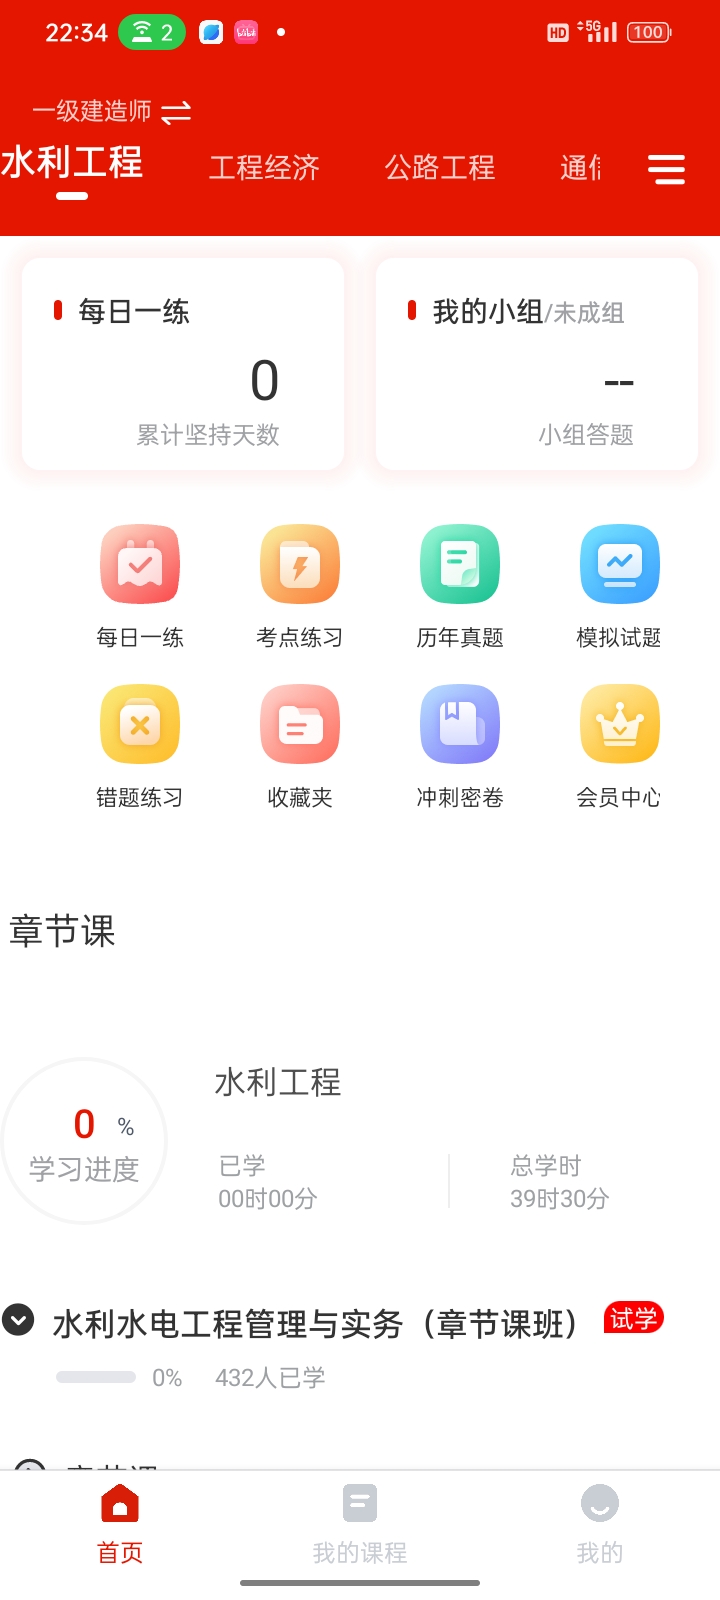 22:34 2 HD 5G 100
一级建造师
水利工程 工程经济 公路工程 通信
每日一练 我的小组/未成组
0 --
累计坚持天数 小组答题
每日一练 考点练习 历年真题 模拟试题
错题练习 收藏夹 冲刺密卷 会员中心
章节课
水利工程
0 %
学习进度
已学 总学时
00时00分 39时30分
水利水电工程管理与实务（章节课班） 试学
0% 432人已学
章节课
首页 我的课程 我的